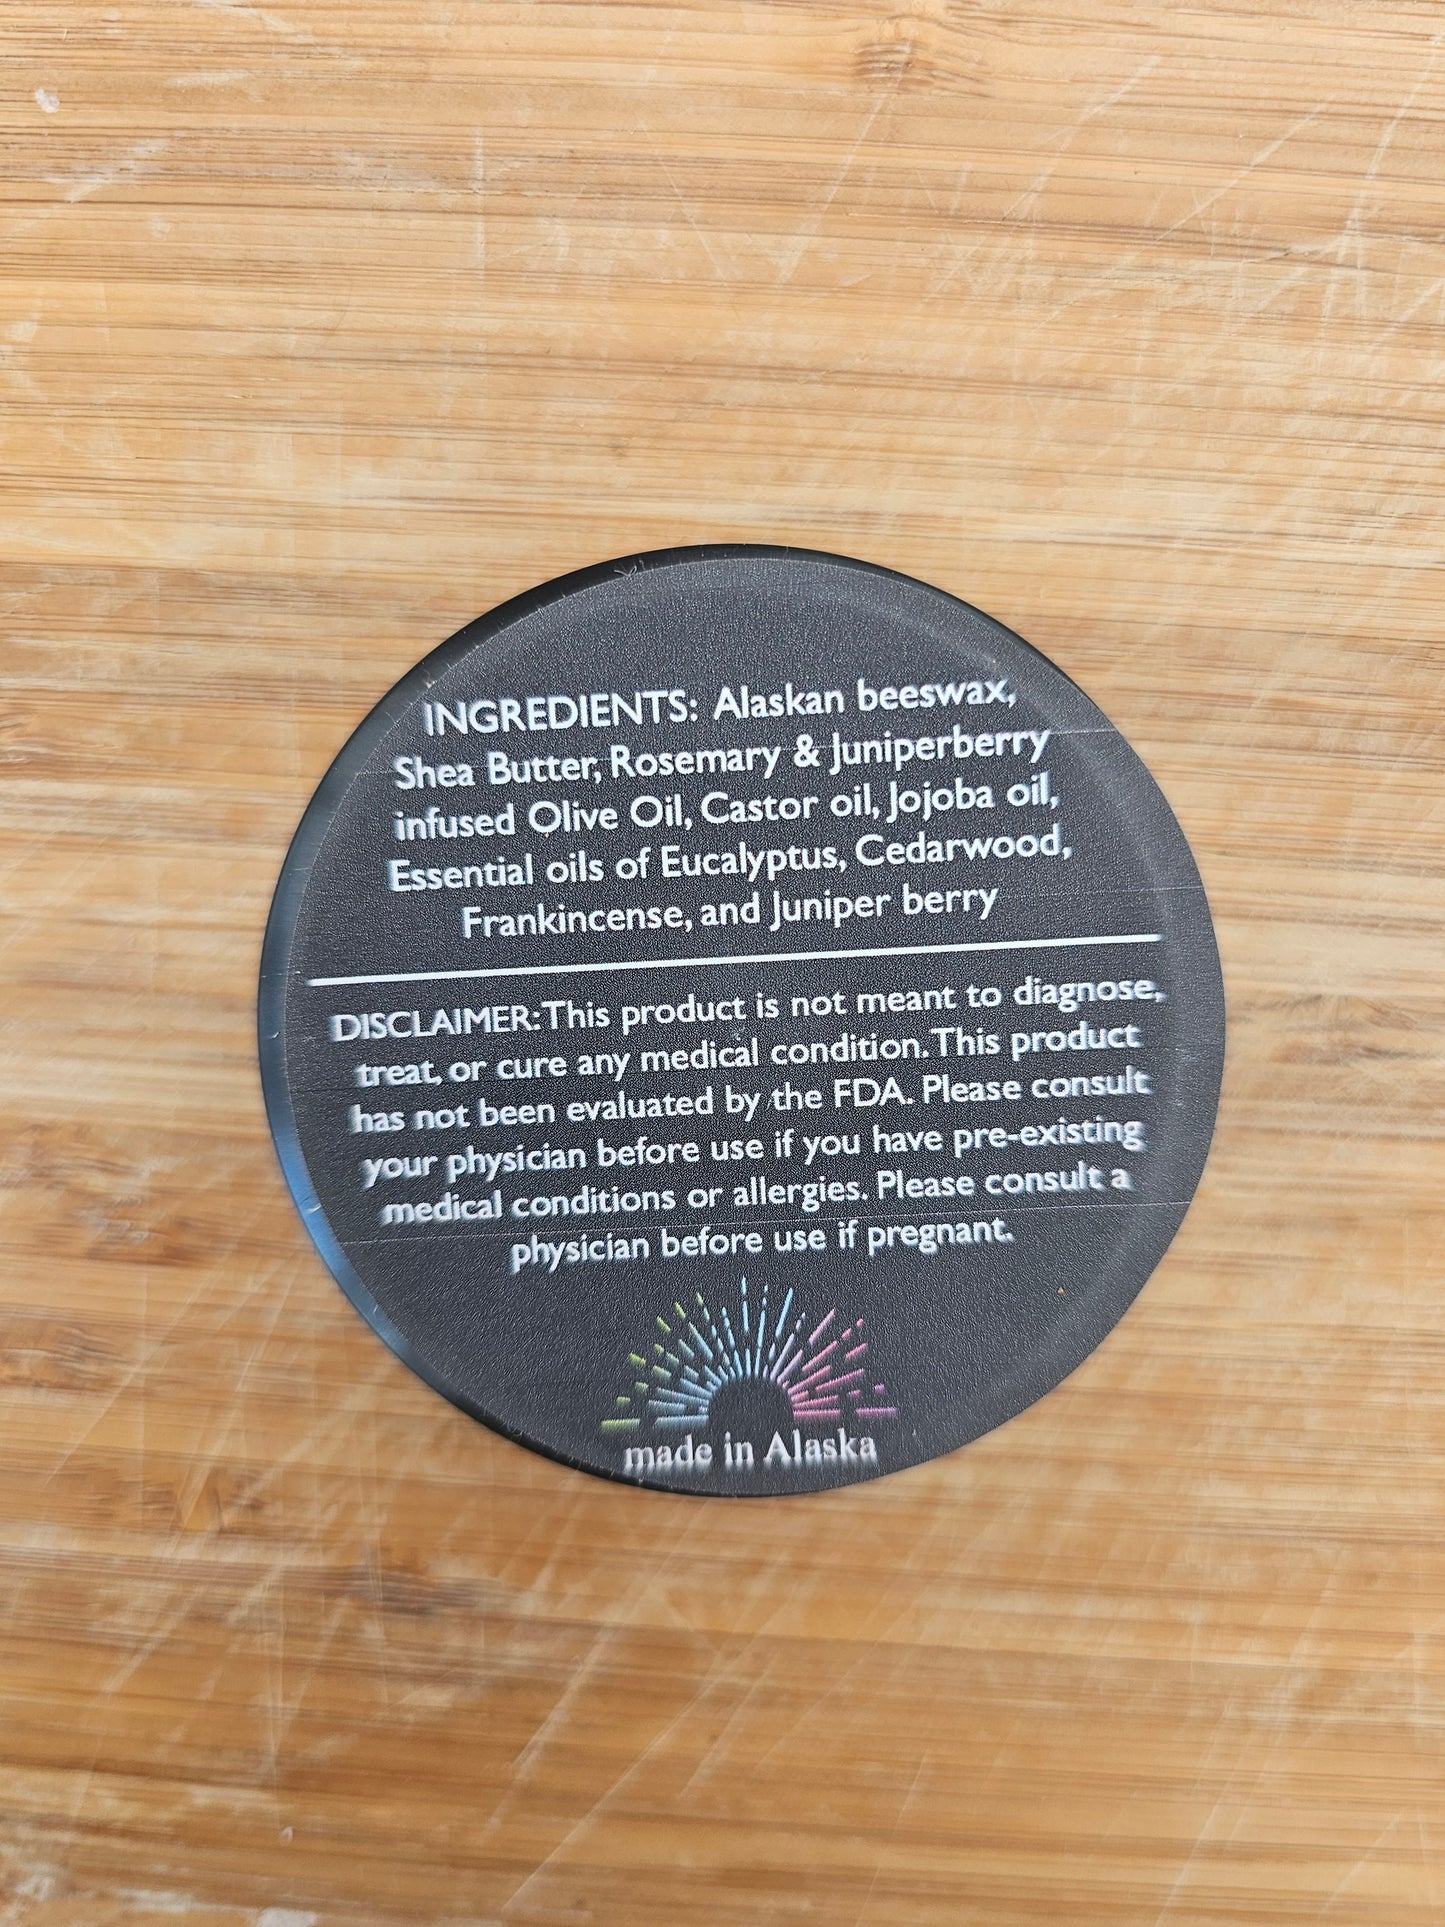 INGREDIENTS: Alaskan beeswax,
Shea Butter, Rosemary & Juniperberry
infused Olive Oil, Castor oil, Jojoba oil,
Essential oils of Eucalyptus, Cedarwood,
Frankincense, and Juniper berry
DISCLAIMER: This product is not meant to diagnose,
treat, or cure any medical condition. This product
has not been evaluated by the FDA. Please consult
your physician before use if you have pre-existing
medical conditions or allergies. Please consult a
physician before use if pregnant.
made in Alaska